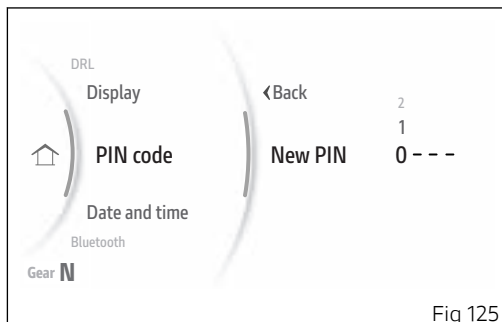 DRL
Display
‹Back
2
1
PIN code
New PIN
0 - - -
Date and time
Bluetooth
Gear N
Fig 125